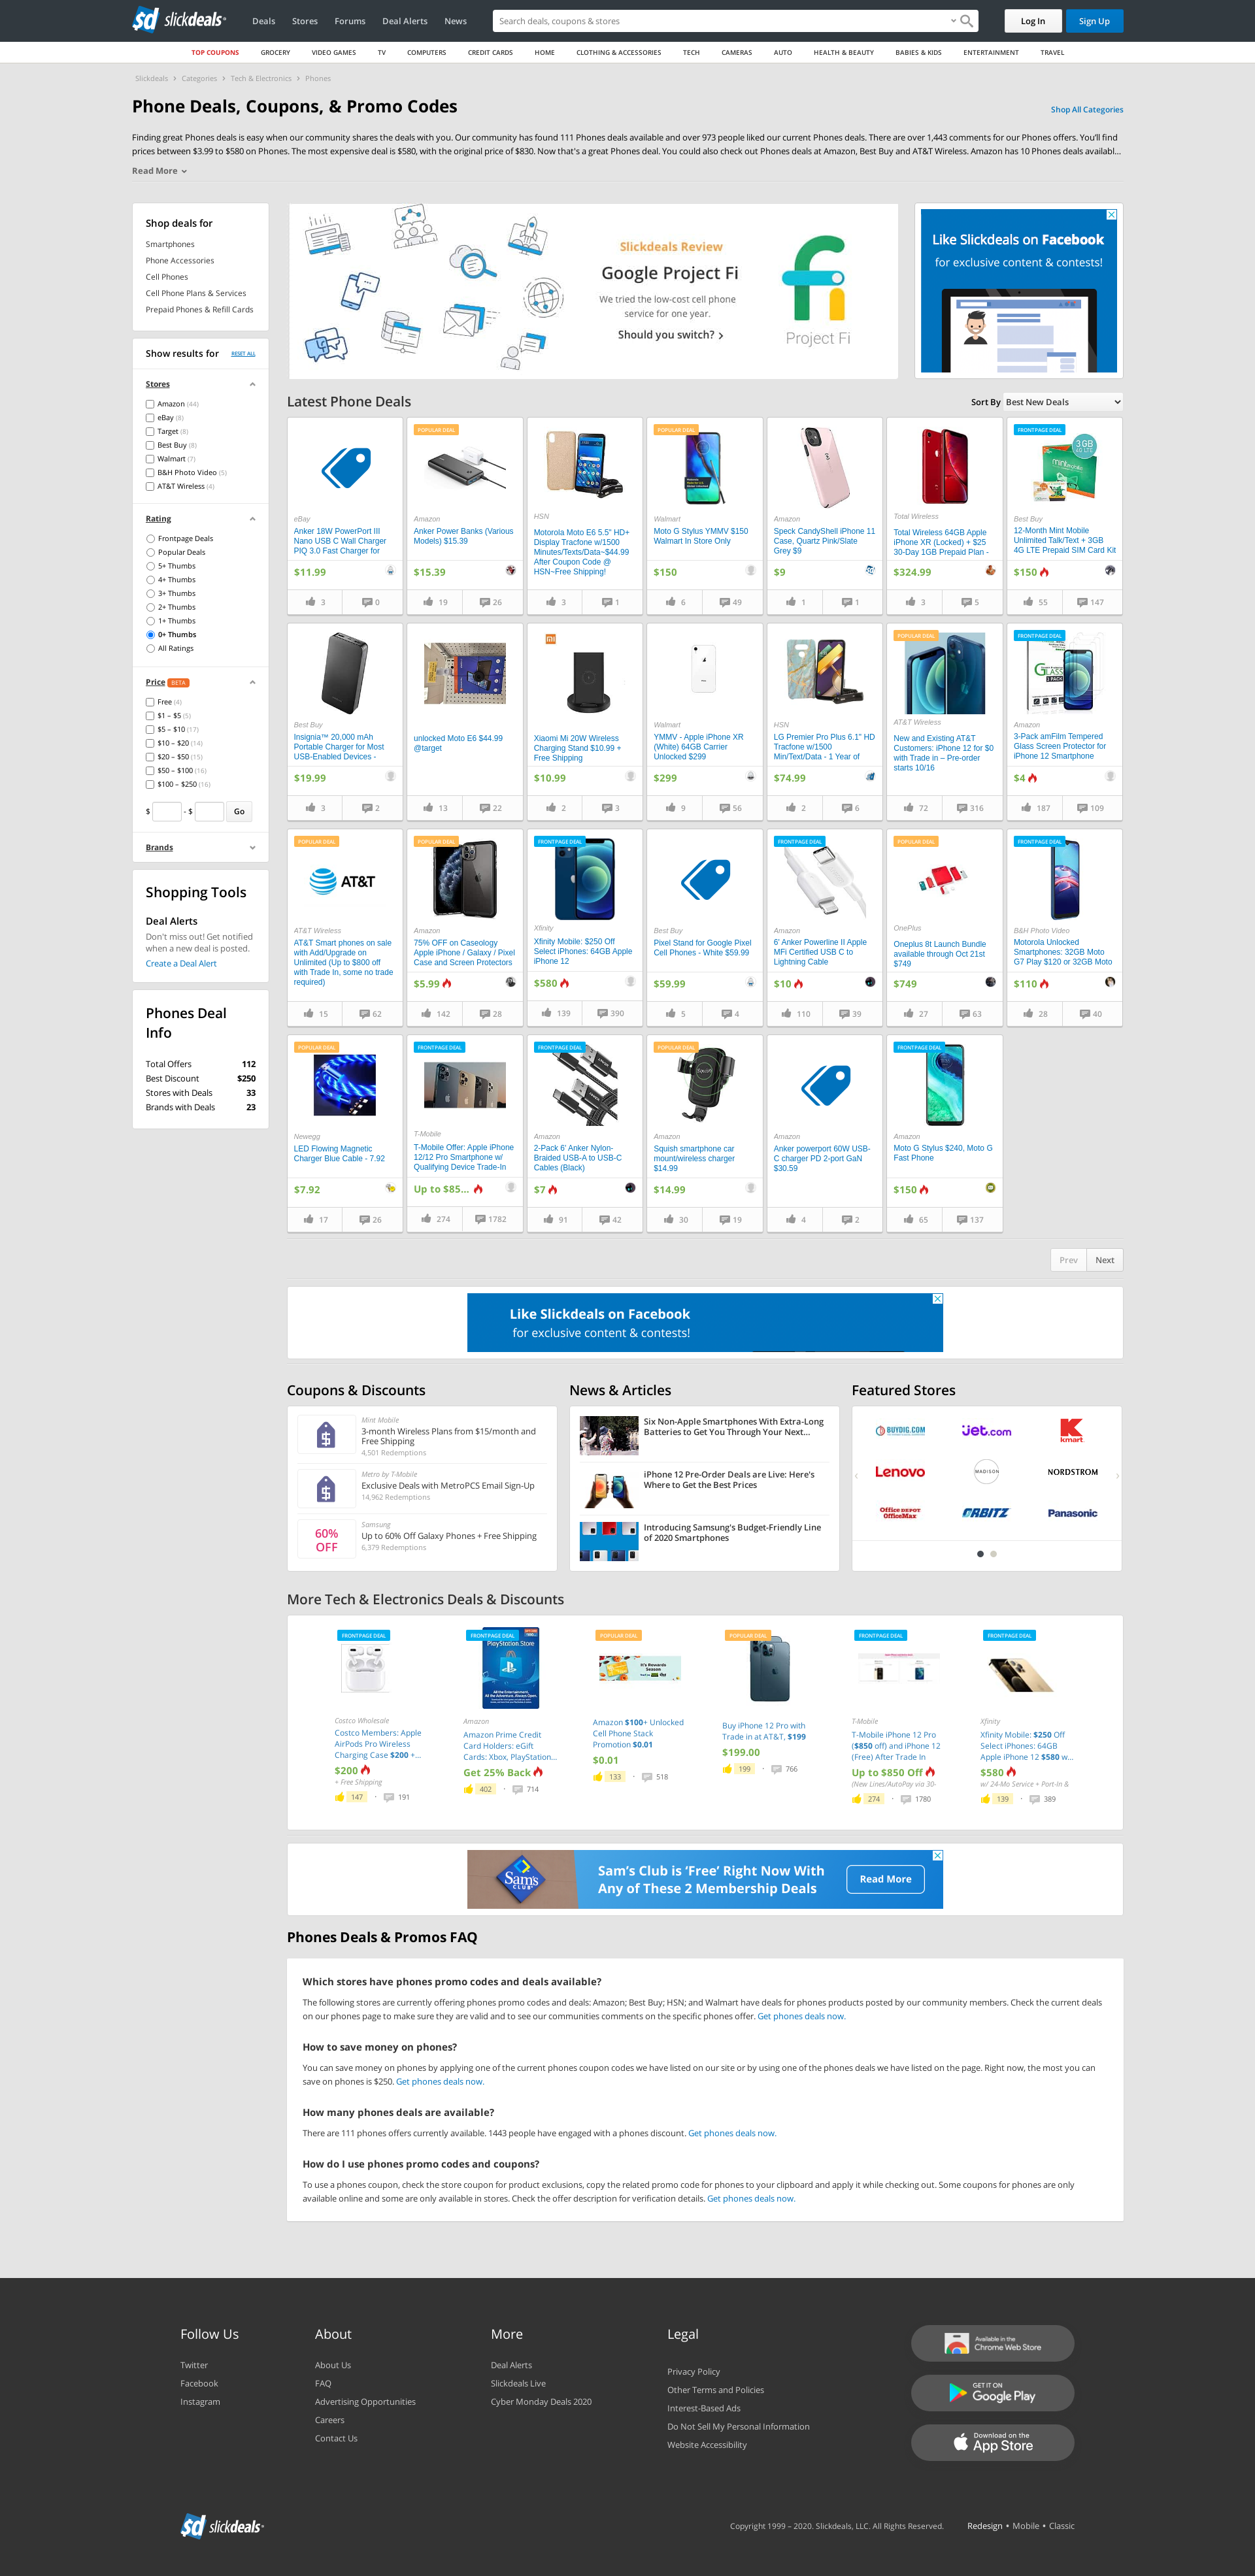 slickdeals
Deals
Stores
Forums
Deal Alerts
News
Search deals, coupons & stores
Log In
Sign Up
TOP COUPONS
GROCERY
VIDEO GAMES
TV
COMPUTERS
CREDIT CARDS
HOME
CLOTHING & ACCESSORIES
TECH
CAMERAS
AUTO
HEALTH & BEAUTY
BABIES & KIDS
ENTERTAINMENT
TRAVEL
Slickdeals > Categories > Tech & Electronics > Phones
Phone Deals, Coupons, & Promo Codes
Shop All Categories
Finding great Phones deals is easy when our community shares the deals with you. Our community has found 111 Phones deals available and over 973 people liked our current Phones deals. There are over 1,443 comments for our Phones offers. You'll find
prices between $3.99 to $580 on Phones. The most expensive deal is $580, with the original price of $830. Now that's a great Phones deal. You could also check out Phones deals at Amazon, Best Buy and AT&T Wireless. Amazon has 10 Phones deals availabl...
Read More
Shop deals for
Smartphones
Phone Accessories
Cell Phones
Cell Phone Plans & Services
Prepaid Phones & Refill Cards
Show results for
RESET ALL
Stores
Amazon (44)
eBay (8)
Target (8)
Best Buy (8)
Walmart (7)
B&H Photo Video (5)
AT&T Wireless (4)
Rating
Frontpage Deals
Popular Deals
5+ Thumbs
4+ Thumbs
3+ Thumbs
2+ Thumbs
1+ Thumbs
0+ Thumbs
All Ratings
Price BETA
Free (4)
$1 – $5 (5)
$5 – $10 (17)
$10 – $20 (14)
$20 – $50 (15)
$50 – $100 (16)
$100 – $250 (16)
$ - $ Go
Brands
Shopping Tools
Deal Alerts
Don't miss out! Get notified
when a new deal is posted.
Create a Deal Alert
Phones Deal
Info
Total Offers 112
Best Discount $250
Stores with Deals 33
Brands with Deals 23
Slickdeals Review
Google Project Fi
We tried the low-cost cell phone
service for one year.
Should you switch? >
Project Fi
Like Slickdeals on Facebook
for exclusive content & contests!
Latest Phone Deals
Sort By Best New Deals
eBay
Anker 18W PowerPort III
Nano USB C Wall Charger
PIQ 3.0 Fast Charger for
$11.99
3 0
POPULAR DEAL
Amazon
Anker Power Banks (Various
Models) $15.39
$15.39
19 26
HSN
Motorola Moto E6 5.5" HD+
Display Tracfone w/1500
Minutes/Texts/Data~$44.99
After Coupon Code @
HSN~Free Shipping!
3 1
POPULAR DEAL
Walmart
Moto G Stylus YMMV $150
Walmart In Store Only
$150
6 49
Amazon
Speck CandyShell iPhone 11
Case, Quartz Pink/Slate
Grey $9
$9
1 1
Total Wireless
Total Wireless 64GB Apple
iPhone XR (Locked) + $25
30-Day 1GB Prepaid Plan -
$324.99
3 5
FRONTPAGE DEAL
3GB
4G LTE
mint mobile
Best Buy
12-Month Mint Mobile
Unlimited Talk/Text + 3GB
4G LTE Prepaid SIM Card Kit
$150
55 147
Best Buy
Insignia™ 20,000 mAh
Portable Charger for Most
USB-Enabled Devices -
$19.99
3 2
unlocked Moto E6 $44.99
@target
13 22
Xiaomi Mi 20W Wireless
Charging Stand $10.99 +
Free Shipping
$10.99
2 3
Walmart
YMMV - Apple iPhone XR
(White) 64GB Carrier
Unlocked $299
$299
9 56
HSN
LG Premier Pro Plus 6.1" HD
Tracfone w/1500
Min/Text/Data - 1 Year of
$74.99
2 6
POPULAR DEAL
AT&T Wireless
New and Existing AT&T
Customers: iPhone 12 for $0
with Trade in – Pre-order
starts 10/16
72 316
FRONTPAGE DEAL
Amazon
3-Pack amFilm Tempered
Glass Screen Protector for
iPhone 12 Smartphone
$4
187 109
POPULAR DEAL
AT&T
AT&T Wireless
AT&T Smart phones on sale
with Add/Upgrade on
Unlimited (Up to $800 off
with Trade In, some no trade
required)
15 62
POPULAR DEAL
Amazon
75% OFF on Caseology
Apple iPhone / Galaxy / Pixel
Case and Screen Protectors
$5.99
142 28
FRONTPAGE DEAL
Xfinity
Xfinity Mobile: $250 Off
Select iPhones: 64GB Apple
iPhone 12
$580
139 390
Best Buy
Pixel Stand for Google Pixel
Cell Phones - White $59.99
$59.99
5 4
FRONTPAGE DEAL
Amazon
6' Anker Powerline II Apple
MFi Certified USB C to
Lightning Cable
$10
110 39
POPULAR DEAL
OnePlus
Oneplus 8t Launch Bundle
available through Oct 21st
$749
$749
27 63
FRONTPAGE DEAL
B&H Photo Video
Motorola Unlocked
Smartphones: 32GB Moto
G7 Play $120 or 32GB Moto
$110
28 40
POPULAR DEAL
Newegg
LED Flowing Magnetic
Charger Blue Cable - 7.92
$7.92
17 26
FRONTPAGE DEAL
T-Mobile
T-Mobile Offer: Apple iPhone
12/12 Pro Smartphone w/
Qualifying Device Trade-In
Up to $85...
274 1782
FRONTPAGE DEAL
Amazon
2-Pack 6' Anker Nylon-
Braided USB-A to USB-C
Cables (Black)
$7
91 42
POPULAR DEAL
Amazon
Squish smartphone car
mount/wireless charger
$14.99
$14.99
30 19
Amazon
Anker powerport 60W USB-
C charger PD 2-port GaN
$30.59
4 2
FRONTPAGE DEAL
Amazon
Moto G Stylus $240, Moto G
Fast Phone
$150
65 137
Prev Next
Like Slickdeals on Facebook
for exclusive content & contests!
Coupons & Discounts
Mint Mobile
3-month Wireless Plans from $15/month and
Free Shipping
4,501 Redemptions
Metro by T-Mobile
Exclusive Deals with MetroPCS Email Sign-Up
14,962 Redemptions
60%
OFF
Samsung
Up to 60% Off Galaxy Phones + Free Shipping
6,379 Redemptions
News & Articles
Six Non-Apple Smartphones With Extra-Long
Batteries to Get You Through Your Next...
iPhone 12 Pre-Order Deals are Live: Here's
Where to Get the Best Prices
Introducing Samsung's Budget-Friendly Line
of 2020 Smartphones
Featured Stores
BUYDIG.COM
jet.com
kmart
Lenovo
MADISON
NORDSTROM
Office DEPOT
OfficeMax
ORBITZ
Panasonic
More Tech & Electronics Deals & Discounts
FRONTPAGE DEAL
Costco Wholesale
Costco Members: Apple
AirPods Pro Wireless
Charging Case $200 +...
$200
+ Free Shipping
147 · 191
FRONTPAGE DEAL
PlayStation Store
Amazon
Amazon Prime Credit
Card Holders: eGift
Cards: Xbox, PlayStation...
Get 25% Back
402 · 714
POPULAR DEAL
It's Rewards
Season
Amazon $100+ Unlocked
Cell Phone Stack
Promotion $0.01
$0.01
133 · 518
POPULAR DEAL
Buy iPhone 12 Pro with
Trade in at AT&T, $199
$199.00
199 · 766
FRONTPAGE DEAL
T-Mobile
T-Mobile iPhone 12 Pro
($850 off) and iPhone 12
(Free) After Trade In
Up to $850 Off
(New Lines/AutoPay via 30-
274 · 1780
FRONTPAGE DEAL
Xfinity
Xfinity Mobile: $250 Off
Select iPhones: 64GB
Apple iPhone 12 $580 w...
$580
w/ 24-Mo Service + Port-In &
139 · 389
Sam's
CLUB
Sam's Club is 'Free' Right Now With
Any of These 2 Membership Deals
Read More
Phones Deals & Promos FAQ
Which stores have phones promo codes and deals available?
The following stores are currently offering phones promo codes and deals: Amazon; Best Buy; HSN; and Walmart have deals for phones products posted by our community members. Check the current deals
on our phones page to make sure they are valid and to see our communities comments on the specific phones offer. Get phones deals now.
How to save money on phones?
You can save money on phones by applying one of the current phones coupon codes we have listed on our site or by using one of the phones deals we have listed on the page. Right now, the most you can
save on phones is $250. Get phones deals now.
How many phones deals are available?
There are 111 phones offers currently available. 1443 people have engaged with a phones discount. Get phones deals now.
How do I use phones promo codes and coupons?
To use a phones coupon, check the store coupon for product exclusions, copy the related promo code for phones to your clipboard and apply it while checking out. Some coupons for phones are only
available online and some are only available in stores. Check the offer description for verification details. Get phones deals now.
Follow Us
Twitter
Facebook
Instagram
About
About Us
FAQ
Advertising Opportunities
Careers
Contact Us
More
Deal Alerts
Slickdeals Live
Cyber Monday Deals 2020
Legal
Privacy Policy
Other Terms and Policies
Interest-Based Ads
Do Not Sell My Personal Information
Website Accessibility
Available in the
Chrome Web Store
GET IT ON
Google Play
Download on the
App Store
sd slickdeals
Copyright 1999 – 2020. Slickdeals, LLC. All Rights Reserved.
Redesign • Mobile • Classic